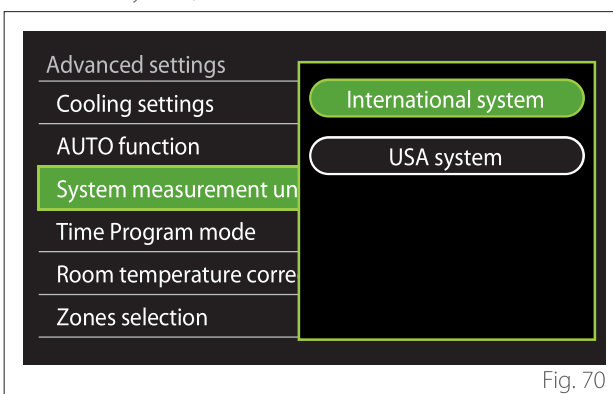 Advanced settings
Cooling settings
AUTO function
System measurement un
Time Program mode
Room temperature corre
Zones selection
International system
USA system
Fig. 70